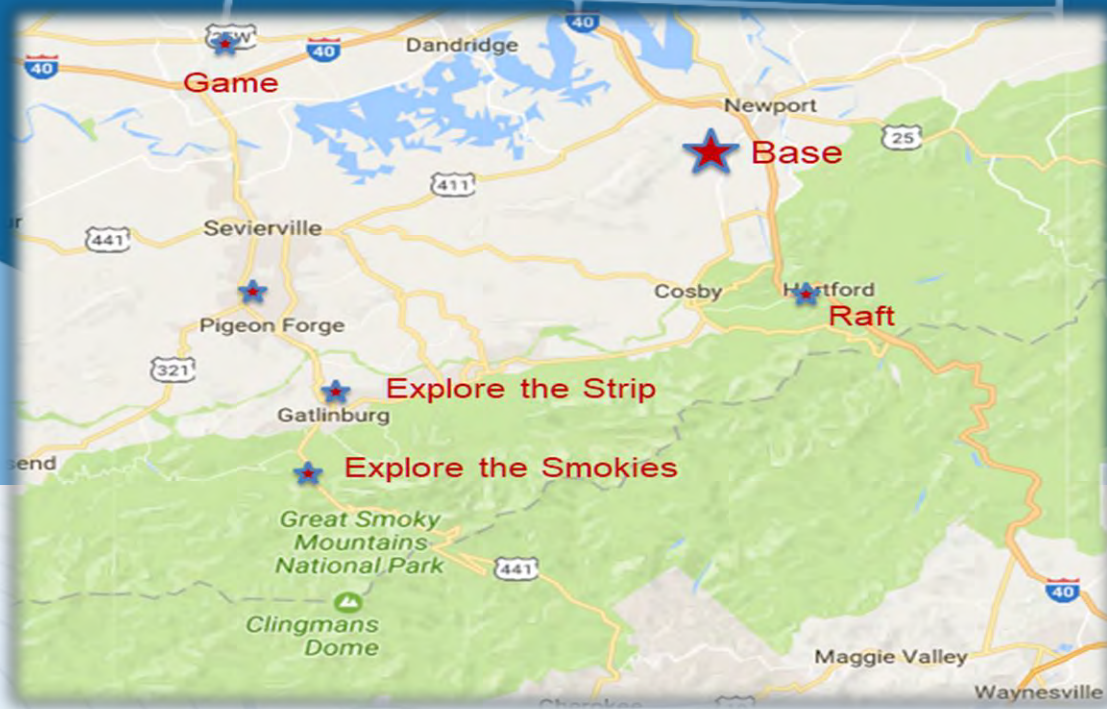 40
Dandridge
40
40
Game
Newport
25
Base
411
Sevierville
441
Cosby
Hartford
Raft
Pigeon Forge
321
Explore the Strip
Gatlinburg
Explore the Smokies
Great Smoky
Mountains
National Park
441
Clingmans
Dome
40
Maggie Valley
Waynesville